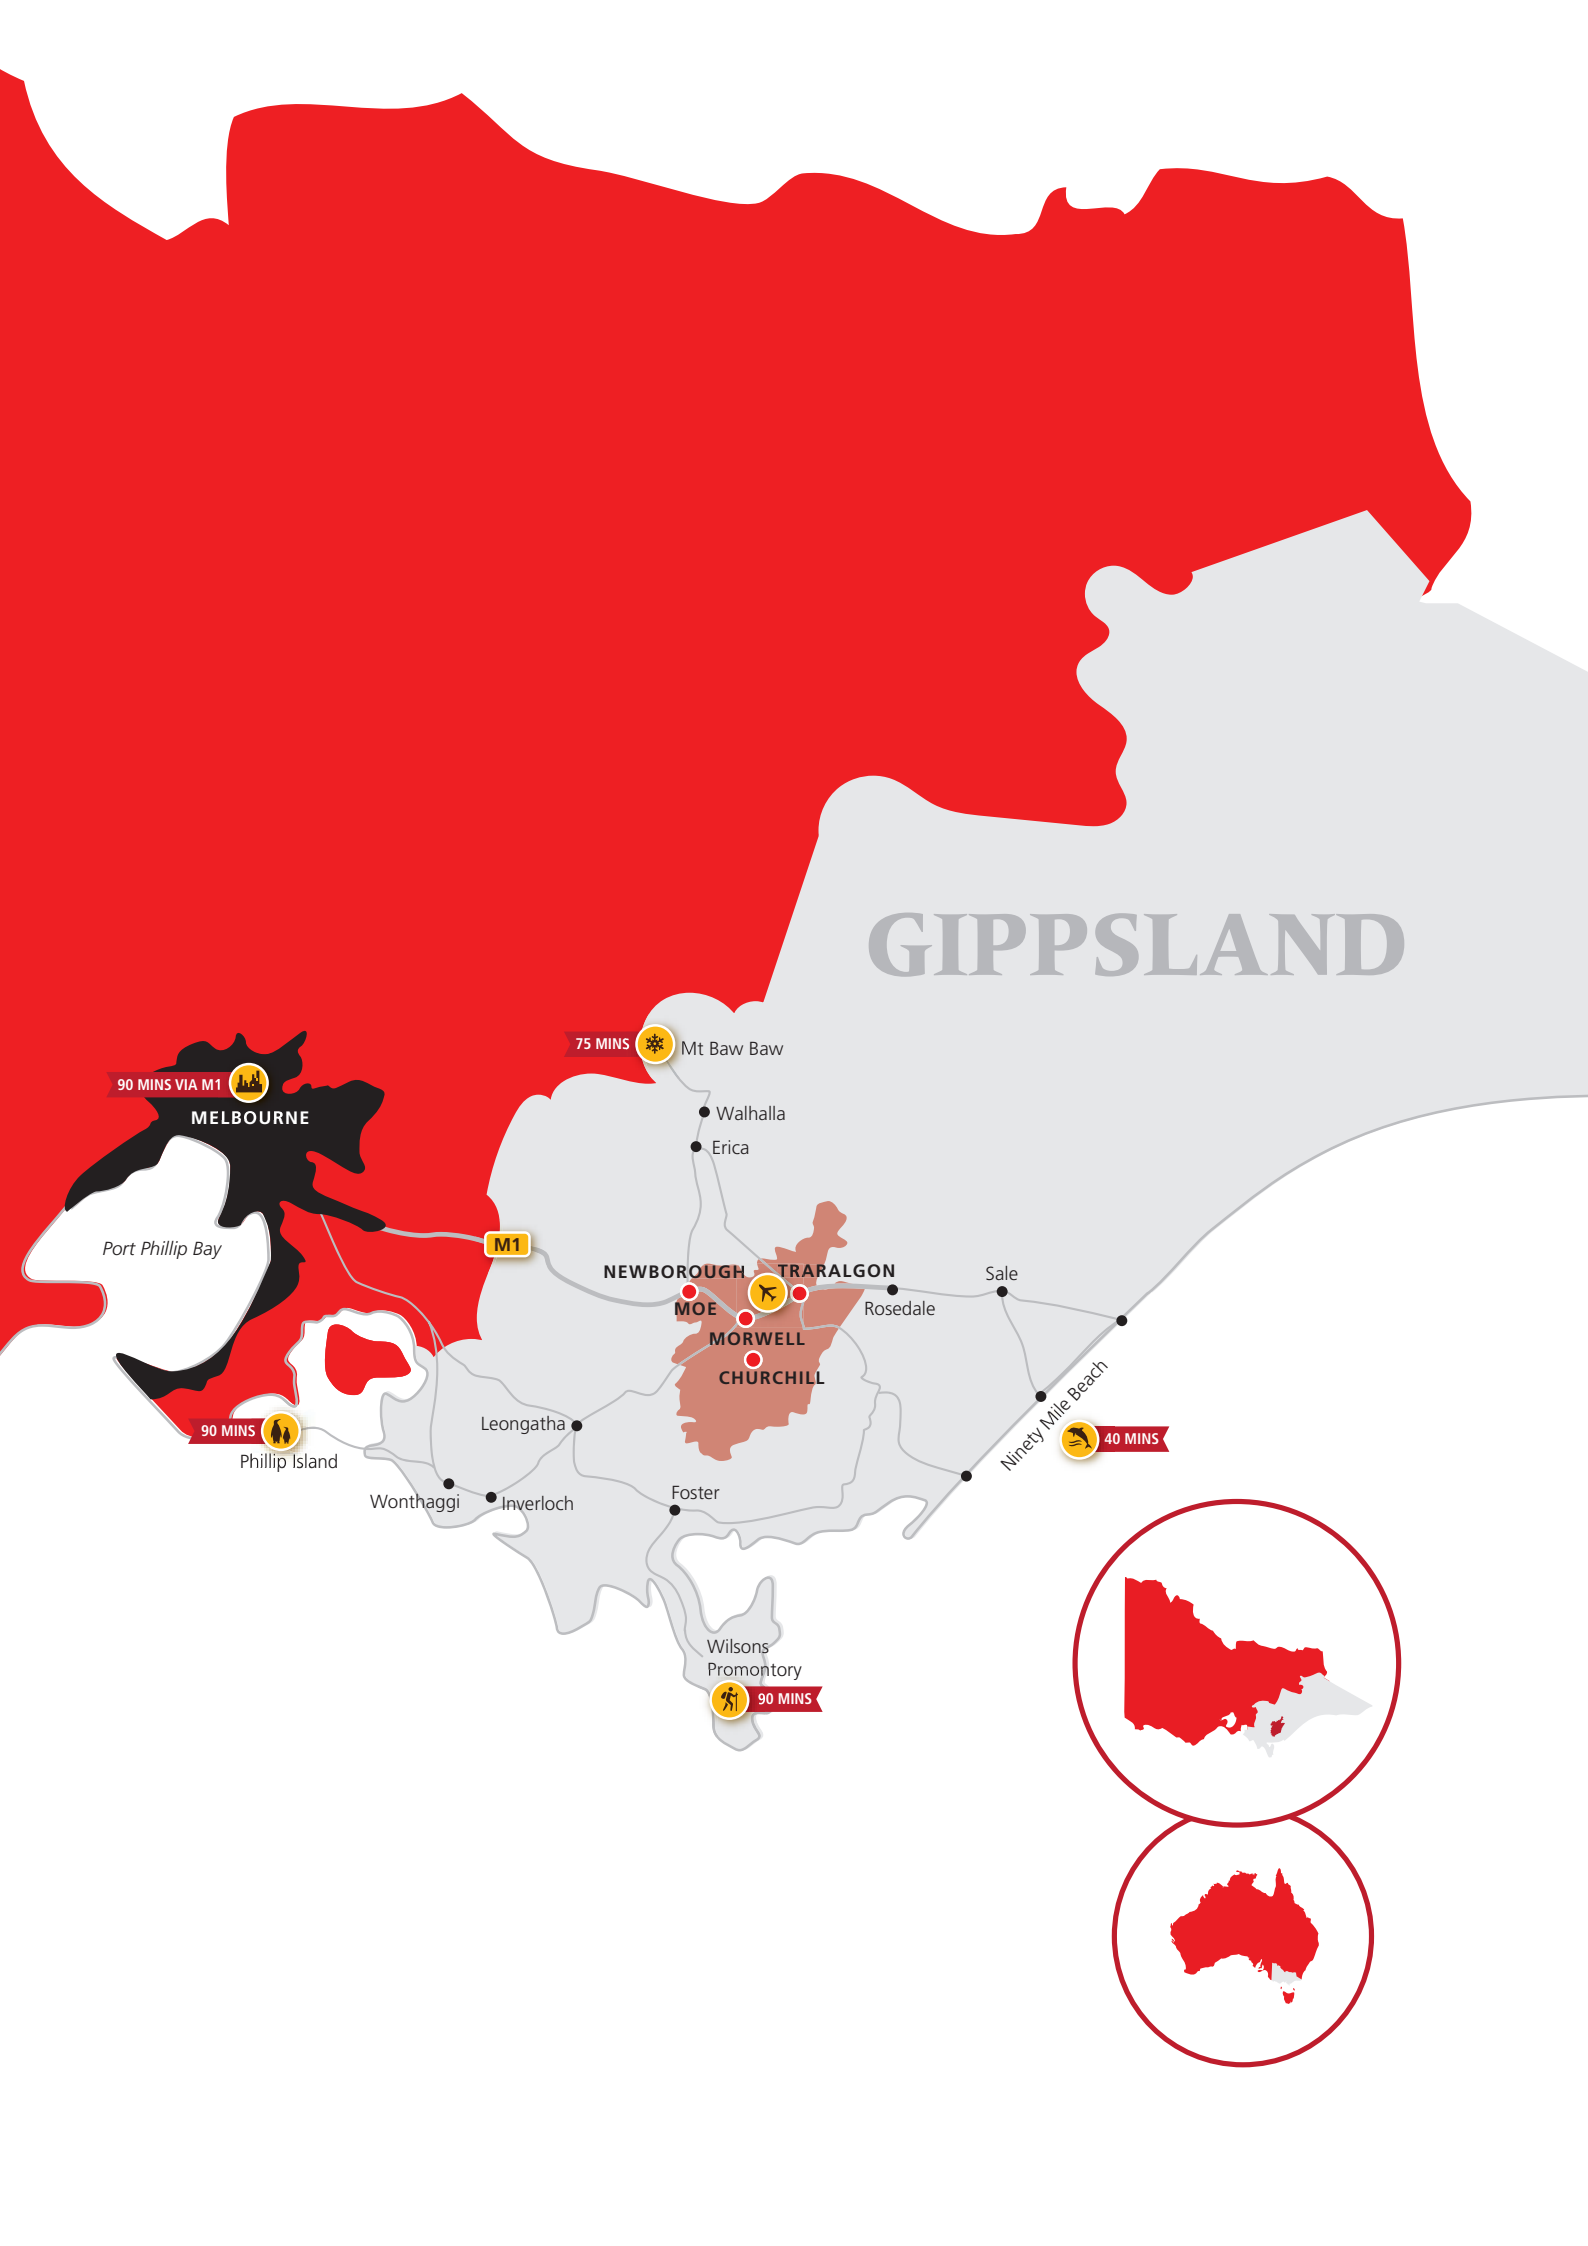 GIPPSLAND
75 MINS
Mt Baw Baw
90 MINS VIA M1
MELBOURNE
Walhalla
Erica
Port Phillip Bay
M1
NEWBOROUGH
TRARALGON
Sale
MOE
Rosedale
MORWELL
CHURCHILL
Ninety Mile Beach
40 MINS
Leongatha
90 MINS
Phillip Island
Wonthaggi
Inverloch
Foster
Wilsons
Promontory
90 MINS